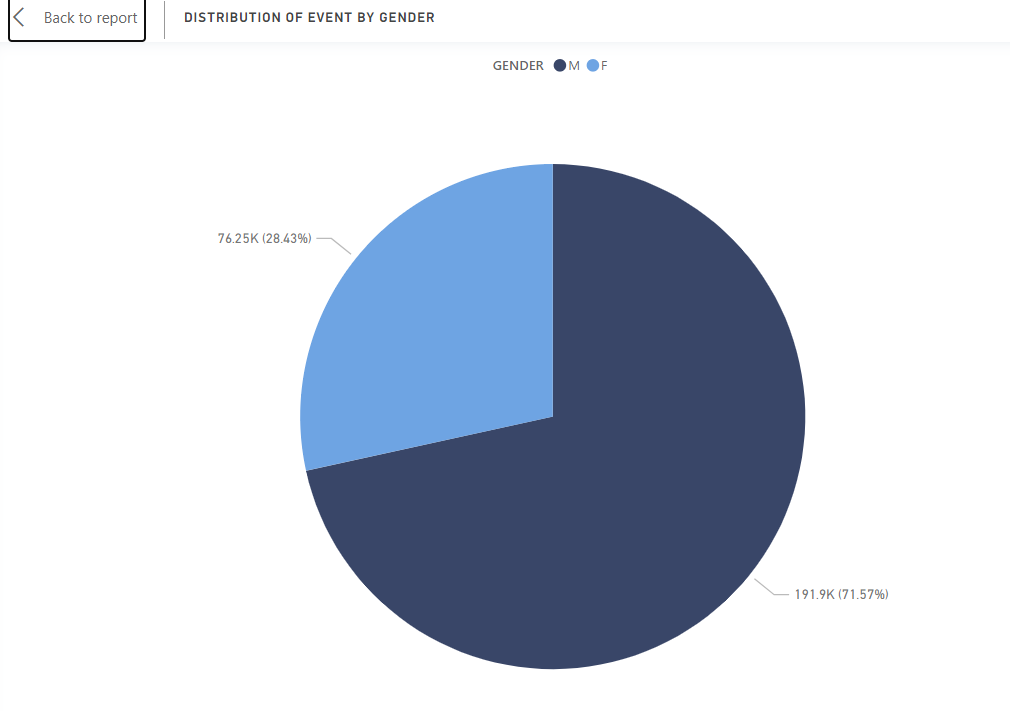 Back to report
DISTRIBUTION OF EVENT BY GENDER
GENDER M F
76.25K (28.43%)
191.9K (71.57%)